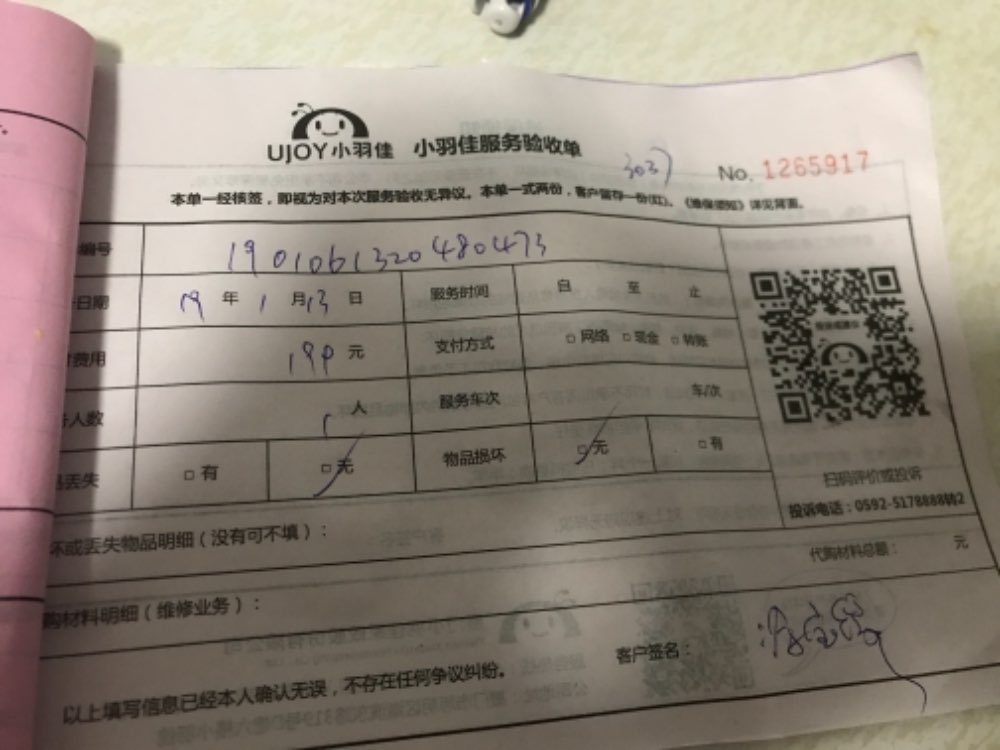 UJOY小羽佳 小羽佳服务验收单
3037
No. 1265917
本单一经核签，即视为对本次服务验收无异议。本单一式两份，客户留存一份(红)。《维保须知》详见背面。
编号 1901061320480473
日期 19 年 1 月 13 日 服务时间 自 至 止
费用 199 元 支付方式 □网络 □现金 □转账
人数 1 人 服务车次 车/次
丢失 □有 □无 物品损坏 □无 □有
扫码评价或投诉
投诉电话：0592-5178888转2
坏或丢失物品明细（没有可不填）：
代购材料总额： 元
购材料明细（维修业务）：
客户签名：
以上填写信息已经本人确认无误，不存在任何争议纠纷。